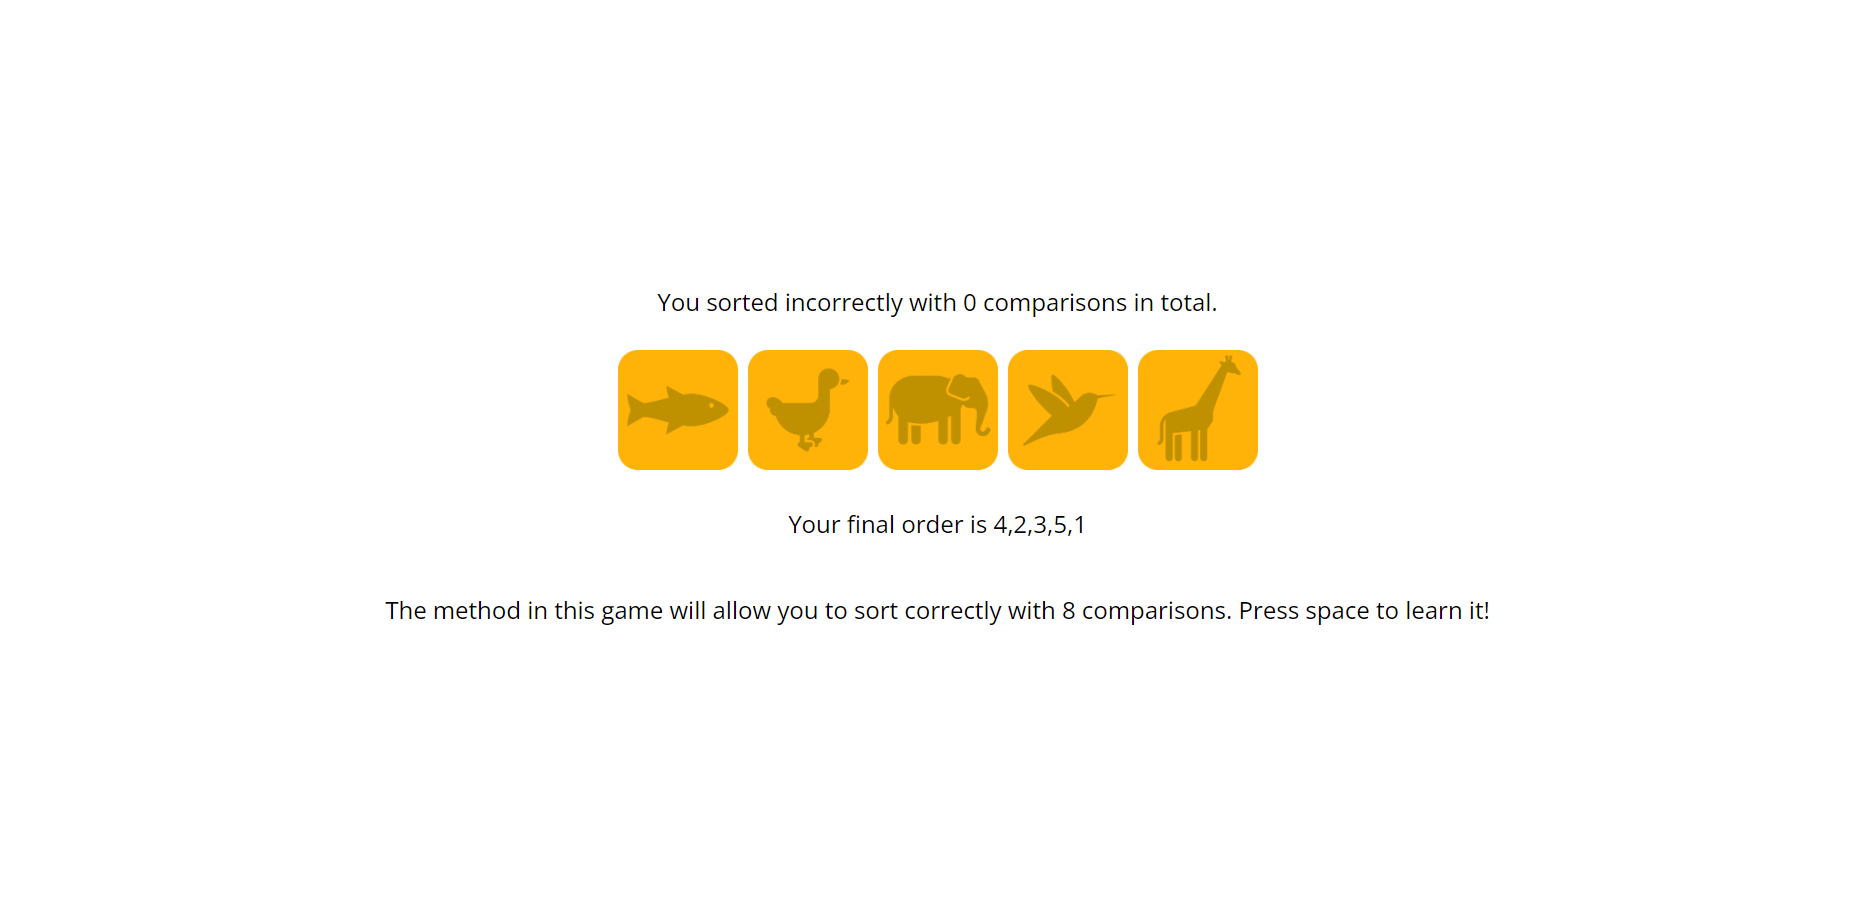 You sorted incorrectly with 0 comparisons in total.
Your final order is 4,2,3,5,1
The method in this game will allow you to sort correctly with 8 comparisons. Press space to learn it!